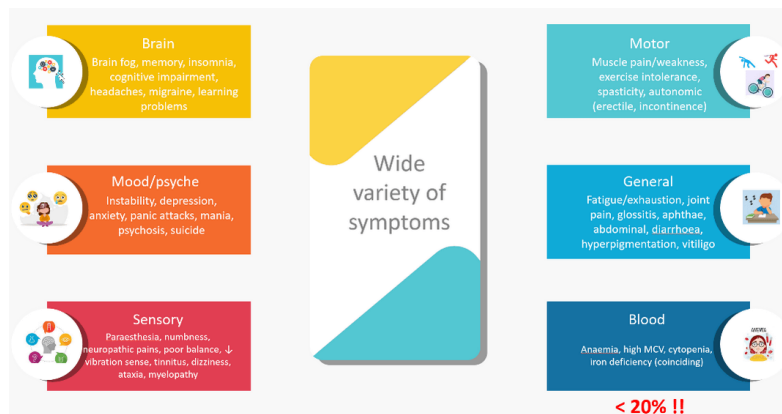 Brain
Brain fog, memory, insomnia,
cognitive impairment,
headaches, migraine, learning
problems
Mood/psyche
Instability, depression,
anxiety, panic attacks, mania,
psychosis, suicide
Sensory
Paraesthesia, numbness,
neuropathic pains, poor balance, ↓
vibration sense, tinnitus, dizziness,
ataxia, myelopathy
Wide
variety of
symptoms
Motor
Muscle pain/weakness,
exercise intolerance,
spasticity, autonomic
(erectile, incontinence)
General
Fatigue/exhaustion, joint
pain, glossitis, aphthae,
abdominal, diarrhoea,
hyperpigmentation, vitiligo
Blood
Anaemia, high MCV, cytopenia,
iron deficiency (coinciding)
< 20% !!